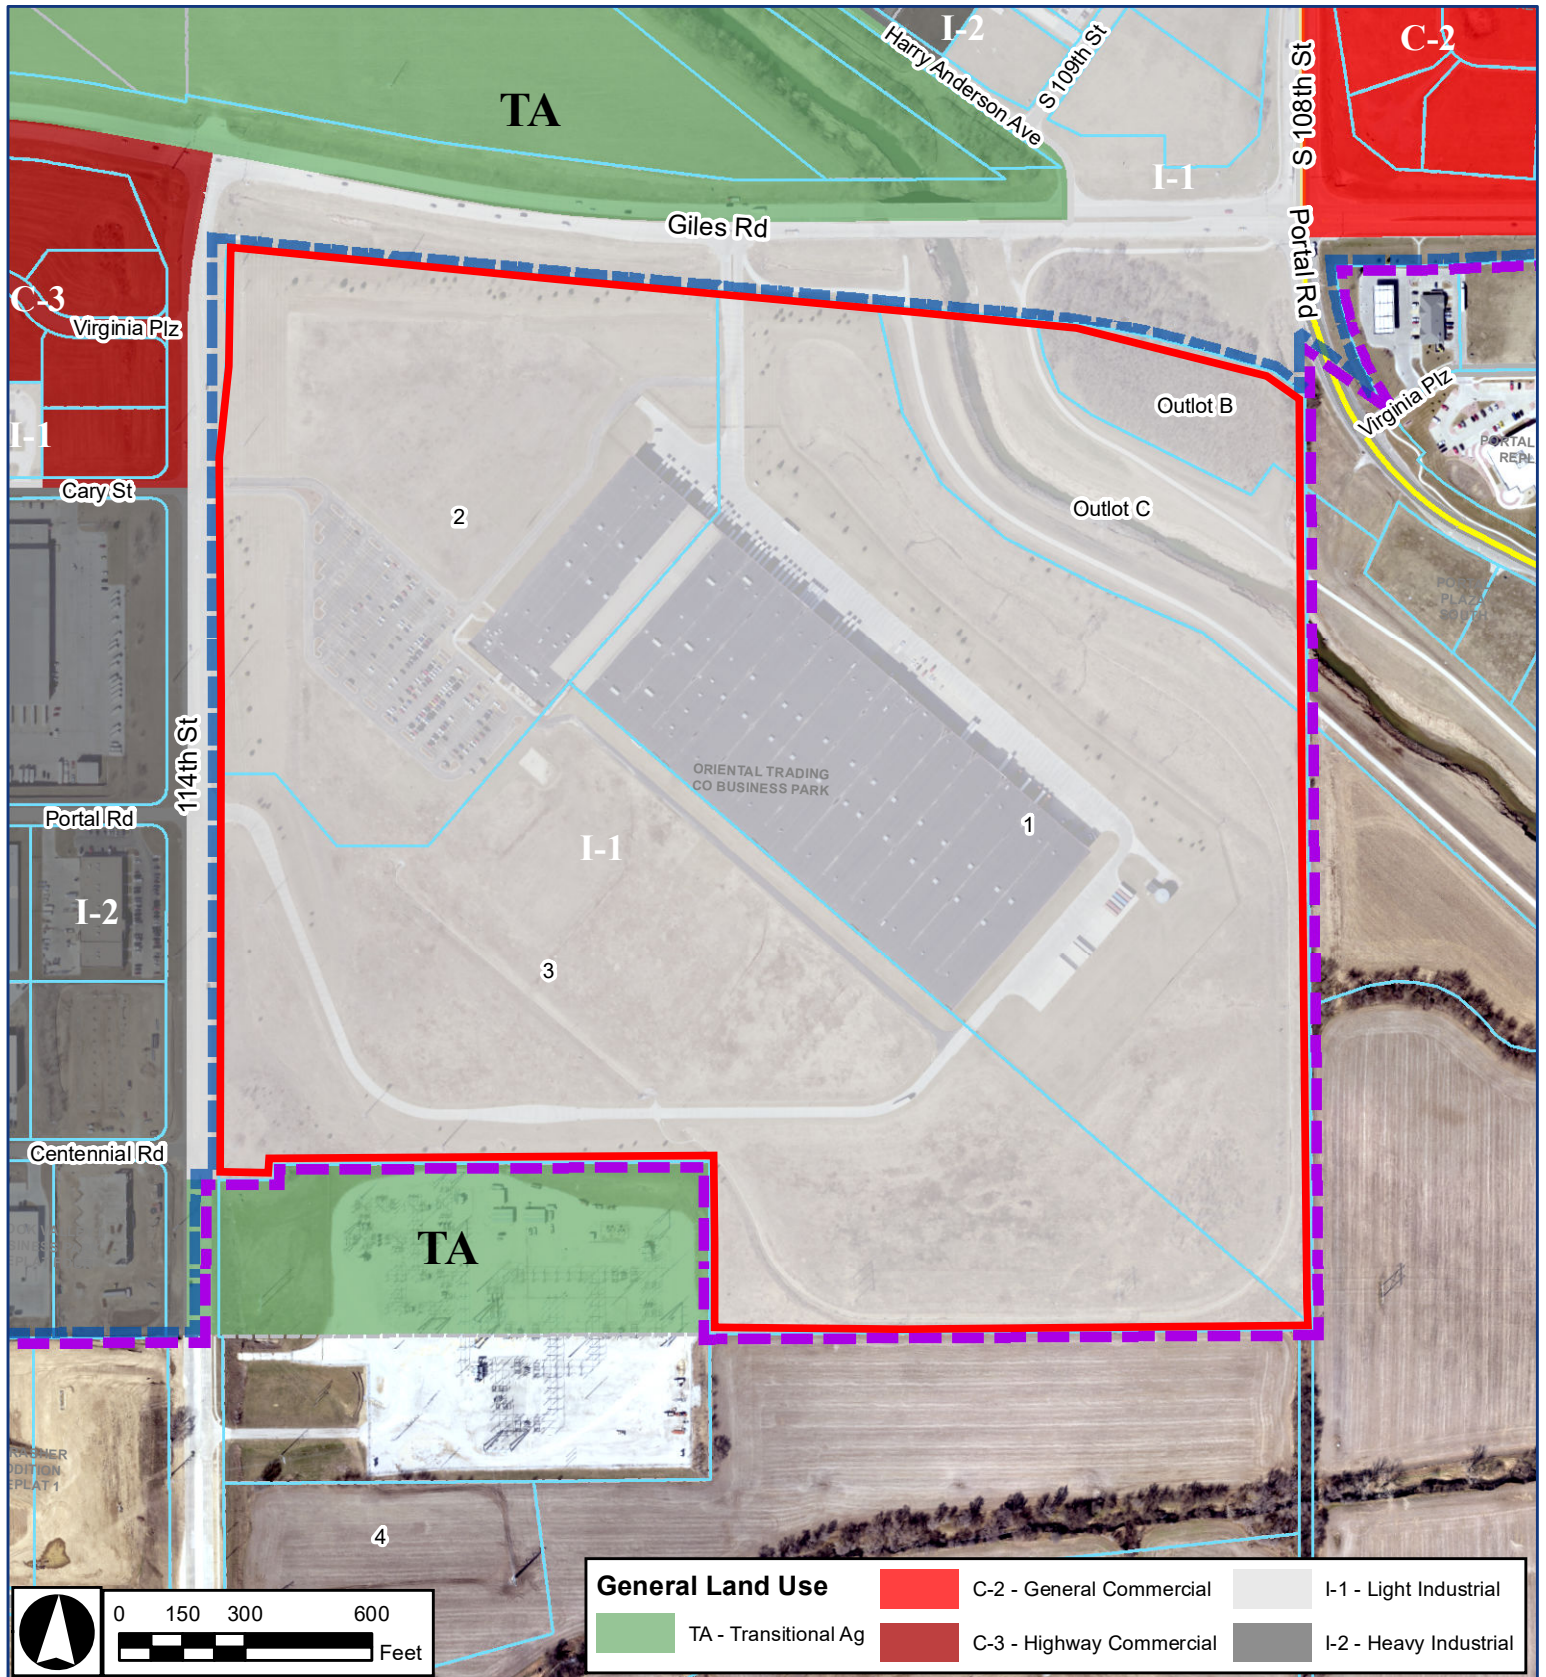 I-2
C-2
Harry Anderson Ave
S 109th St
S 108th St
TA
I-1
Giles Rd
Portal Rd
C-3
Virginia Plz
Virginia Plz
Outlot B
I-1
PORTAL
REPL
Cary St
2
Outlot C
114th St
ORIENTAL TRADING
CO BUSINESS PARK
Portal Rd
1
I-1
I-2
3
Centennial Rd
TA
4
General Land Use
TA - Transitional Ag
C-2 - General Commercial
C-3 - Highway Commercial
I-1 - Light Industrial
I-2 - Heavy Industrial
0 150 300 600
Feet